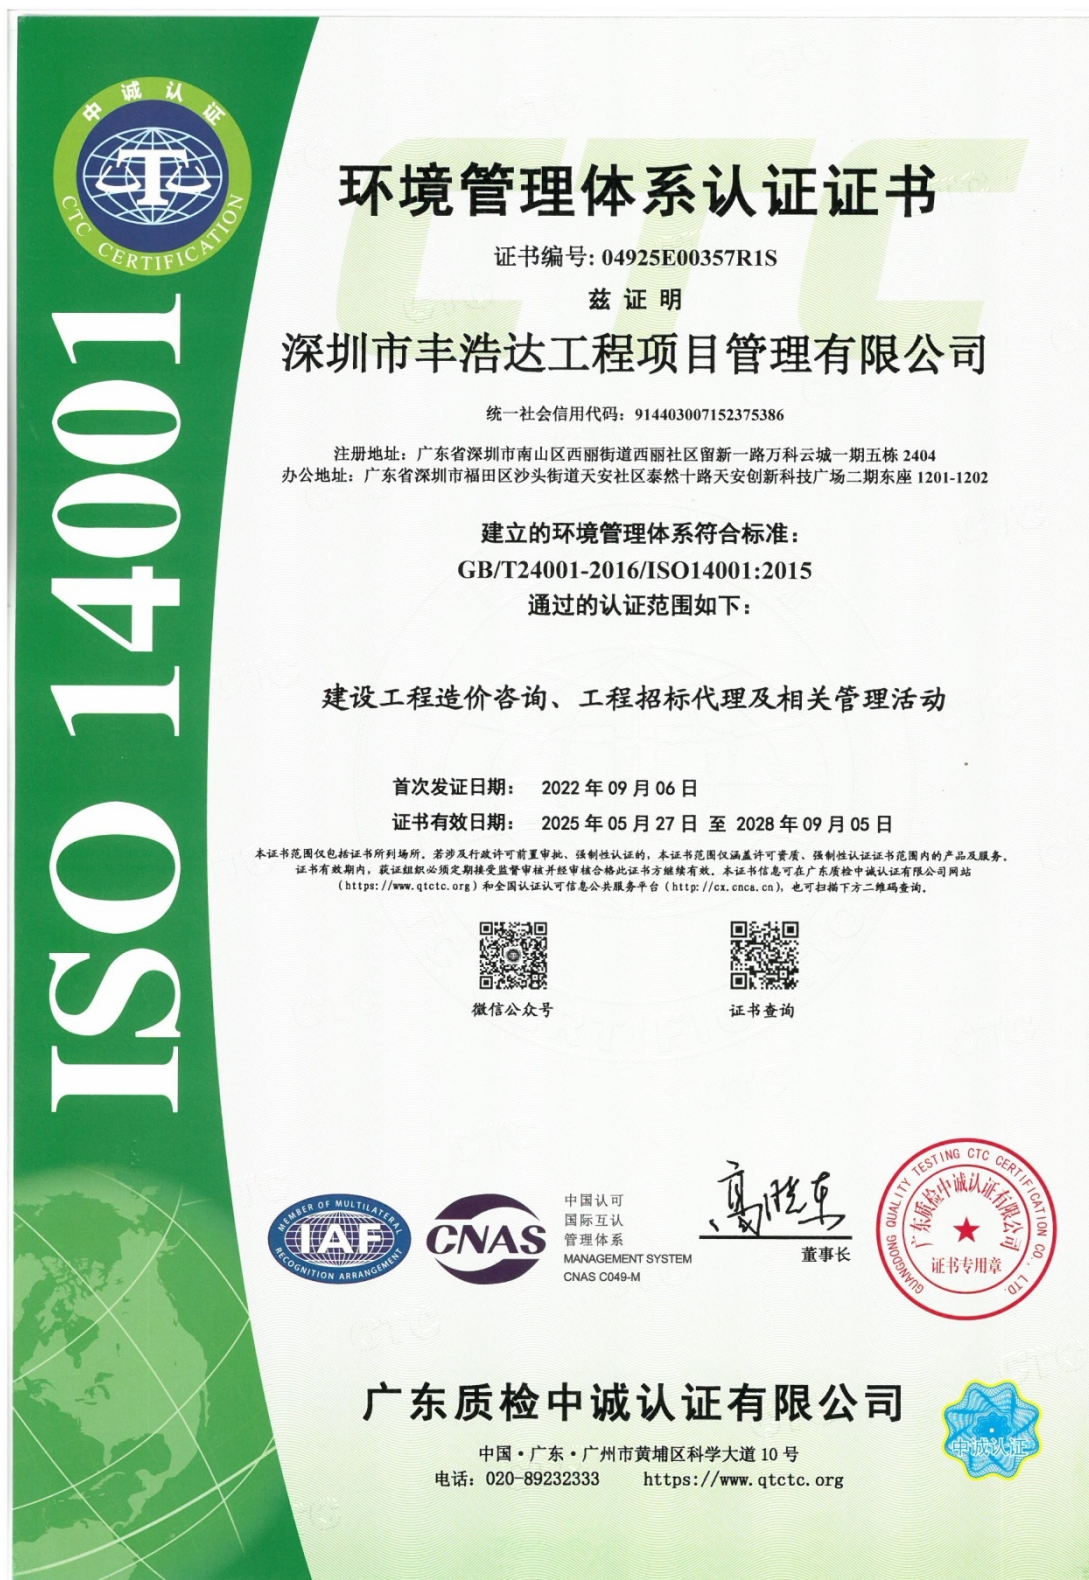 中诚认证
CTC CERTIFICATION
ISO 14001
CTC
环境管理体系认证证书
证书编号: 04925E00357R1S
兹 证 明
深圳市丰浩达工程项目管理有限公司
统一社会信用代码: 914403007152375386
注册地址: 广东省深圳市南山区西丽街道西丽社区留新一路万科云城一期五栋 2404
办公地址: 广东省深圳市福田区沙头街道天安社区泰然十路天安创新科技广场二期东座 1201-1202
建立的环境管理体系符合标准:
GB/T24001-2016/ISO14001:2015
通过的认证范围如下:
建设工程造价咨询、工程招标代理及相关管理活动
首次发证日期: 2022 年 09 月 06 日
证书有效日期: 2025 年 05 月 27 日 至 2028 年 09 月 05 日
本证书范围仅包括证书所列场所。若涉及行政许可前置审批、强制性认证的，本证书范围仅涵盖许可资质、强制性认证证书范围内的产品及服务。
证书有效期内，获证组织必须定期接受监督审核并经审核合格此证书方继续有效。本证书信息可在广东质检中诚认证有限公司网站
(https://www.qtctc.org) 和全国认证认可信息公共服务平台 (http://cx.cnca.cn)，也可扫描下方二维码查询。
微信公众号
证书查询
MEMBER OF MULTILATERAL
IAF
RECOGNITION ARRANGEMENT
CNAS
中国认可
国际互认
管理体系
MANAGEMENT SYSTEM
CNAS C049-M
高晓东
董事长
GUANGDONG QUALITY TESTING CTC CERTIFICATION CO., LTD.
广东质检中诚认证有限公司
证书专用章
广东质检中诚认证有限公司
中国·广东·广州市黄埔区科学大道 10 号
电话: 020-89232333 https://www.qtctc.org
中诚认证